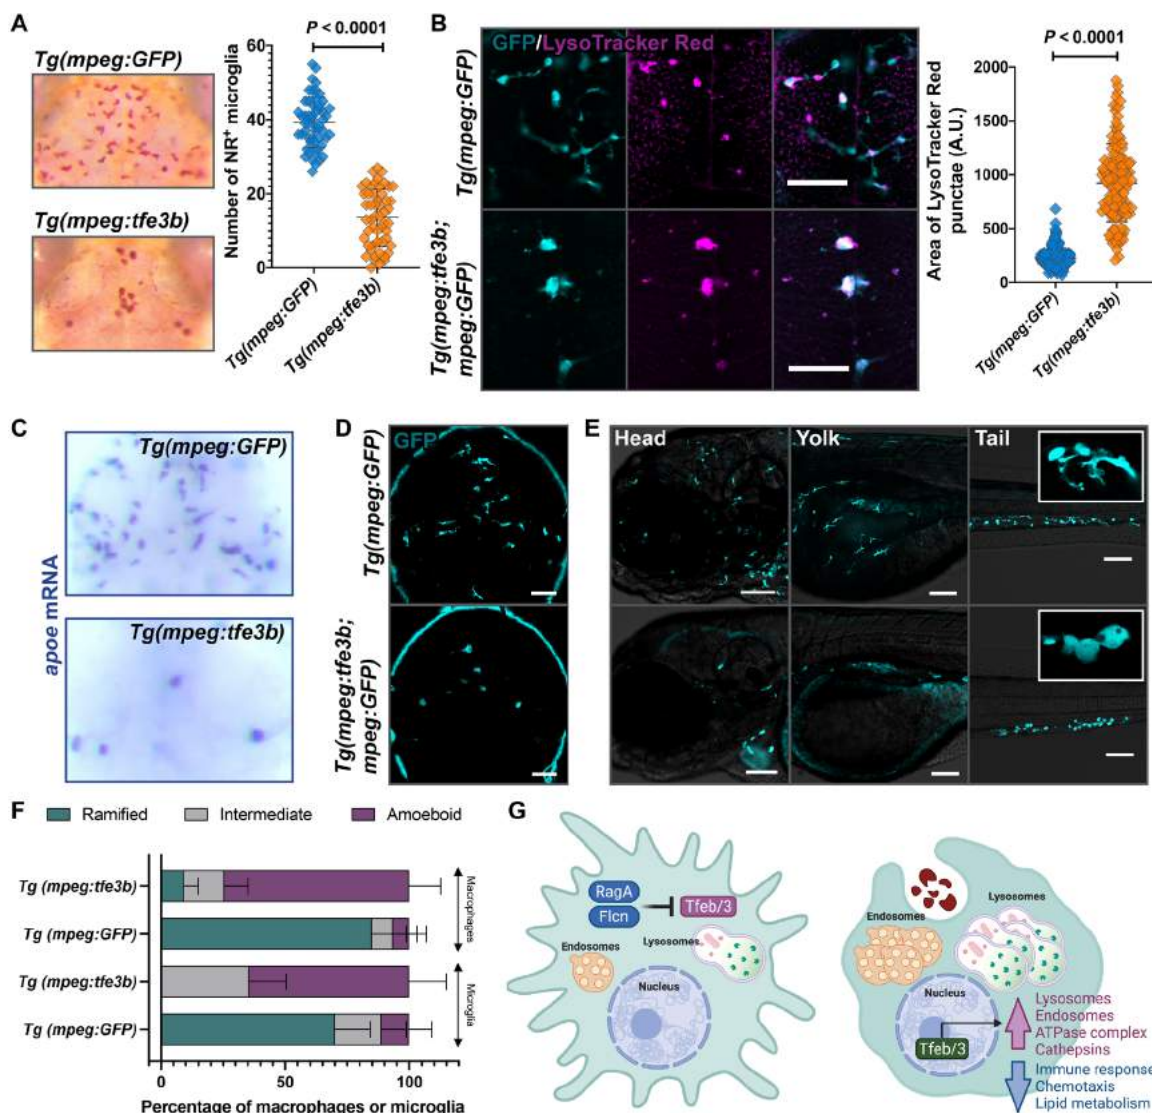 A
Tg(mpeg:GFP)
Tg(mpeg:tfe3b)
Number of NR+ microglia
P < 0.0001
60
40
20
0
Tg(mpeg:GFP)
Tg(mpeg:tfe3b)
B
GFP/LysoTracker Red
Tg(mpeg:GFP)
Tg(mpeg:tfe3b;
mpeg:GFP)
Area of LysoTracker Red
punctae (A.U.)
P < 0.0001
2000
1500
1000
500
0
Tg(mpeg:GFP)
Tg(mpeg:tfe3b)
C
apoe mRNA
Tg(mpeg:GFP)
Tg(mpeg:tfe3b)
D
GFP
Tg(mpeg:GFP)
Tg(mpeg:tfe3b;
mpeg:GFP)
E
Head
Yolk
Tail
F
Ramified
Intermediate
Amoeboid
Tg (mpeg:tfe3b)
Tg (mpeg:GFP)
Tg (mpeg:tfe3b)
Tg (mpeg:GFP)
Macrophages
Microglia
0
50
100
Percentage of macrophages or microglia
G
RagA
Flcn
Tfeb/3
Endosomes
Lysosomes
Nucleus
Endosomes
Lysosomes
Nucleus
Tfeb/3
Lysosomes
Endosomes
ATPase complex
Cathepsins
Immune response
Chemotaxis
Lipid metabolism